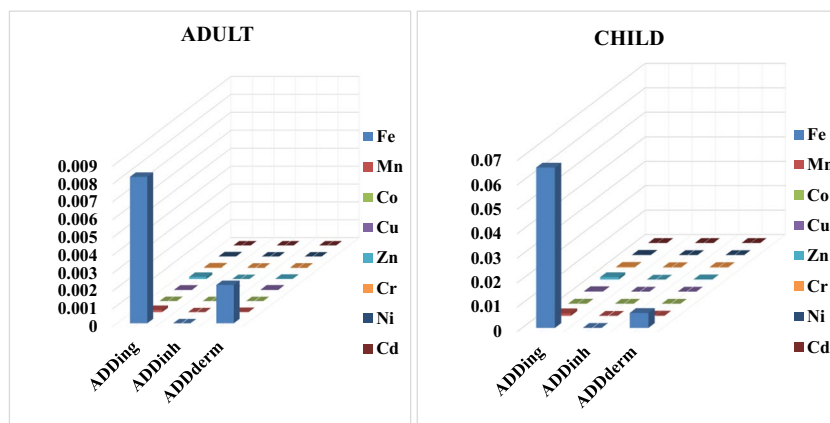 ADULT
0.009
0.008
0.007
0.006
0.005
0.004
0.003
0.002
0.001
0
ADDing
ADDinh
ADDderm
Fe
Mn
Co
Cu
Zn
Cr
Ni
Cd
CHILD
0.07
0.06
0.05
0.04
0.03
0.02
0.01
0
ADDing
ADDinh
ADDderm
Fe
Mn
Co
Cu
Zn
Cr
Ni
Cd